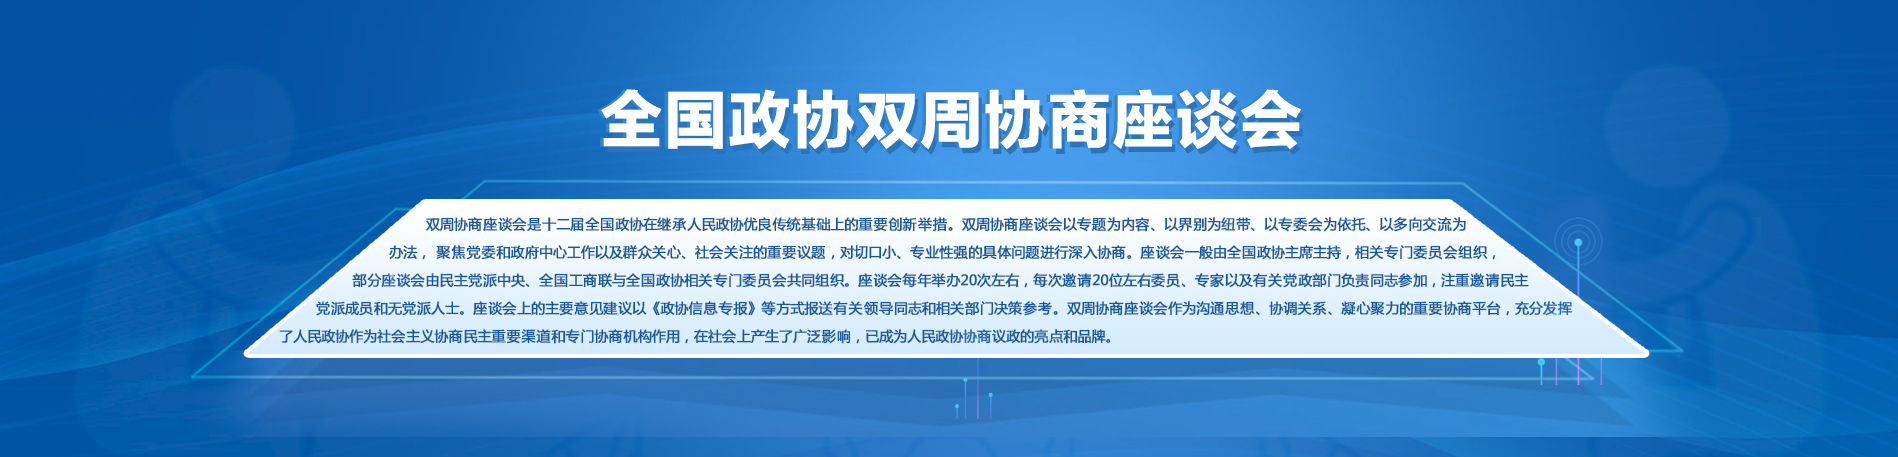 全国政协双周协商座谈会
双周协商座谈会是十二届全国政协在继承人民政协优良传统基础上的重要创新举措。双周协商座谈会以专题为内容、以界别为纽带、以专委会为依托、以多向交流为
办法，聚焦党委和政府中心工作以及群众关心、社会关注的重要议题，对切口小、专业性强的具体问题进行深入协商。座谈会一般由全国政协主席主持，相关专门委员会组织，
部分座谈会由民主党派中央、全国工商联与全国政协相关专门委员会共同组织。座谈会每年举办20次左右，每次邀请20位左右委员、专家以及有关党政部门负责同志参加，注重邀请民主
党派成员和无党派人士。座谈会上的主要意见建议以《政协信息专报》等方式报送有关领导同志和相关部门决策参考。双周协商座谈会作为沟通思想、协调关系、凝心聚力的重要协商平台，充分发挥
了人民政协作为社会主义协商民主重要渠道和专门协商机构作用，在社会上产生了广泛影响，已成为人民政协协商议政的亮点和品牌。